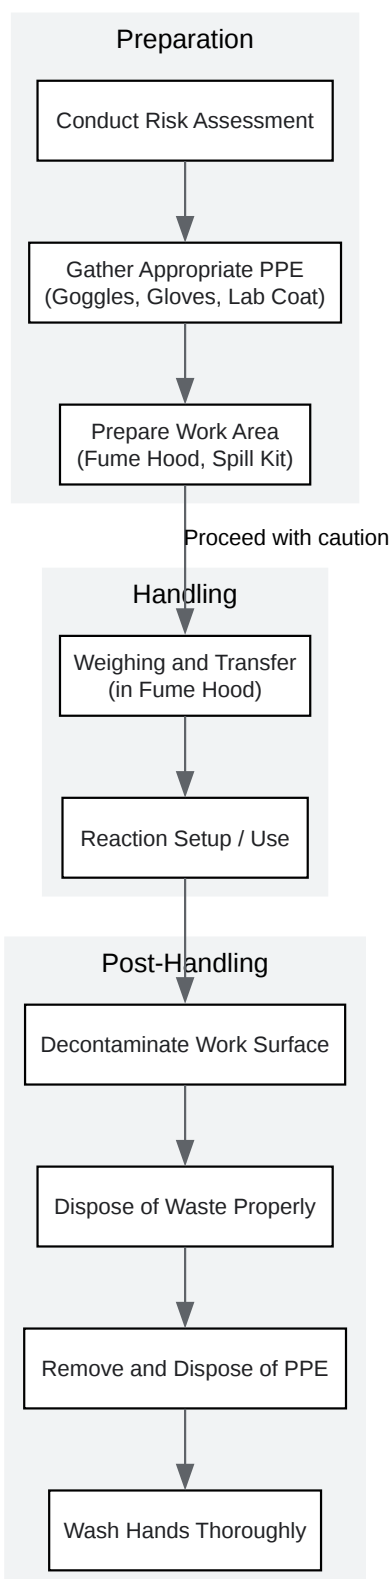 Preparation
Conduct Risk Assessment
Gather Appropriate PPE
(Goggles, Gloves, Lab Coat)
Prepare Work Area
(Fume Hood, Spill Kit)
Proceed with caution
Handling
Weighing and Transfer
(in Fume Hood)
Reaction Setup / Use
Post-Handling
Decontaminate Work Surface
Dispose of Waste Properly
Remove and Dispose of PPE
Wash Hands Thoroughly